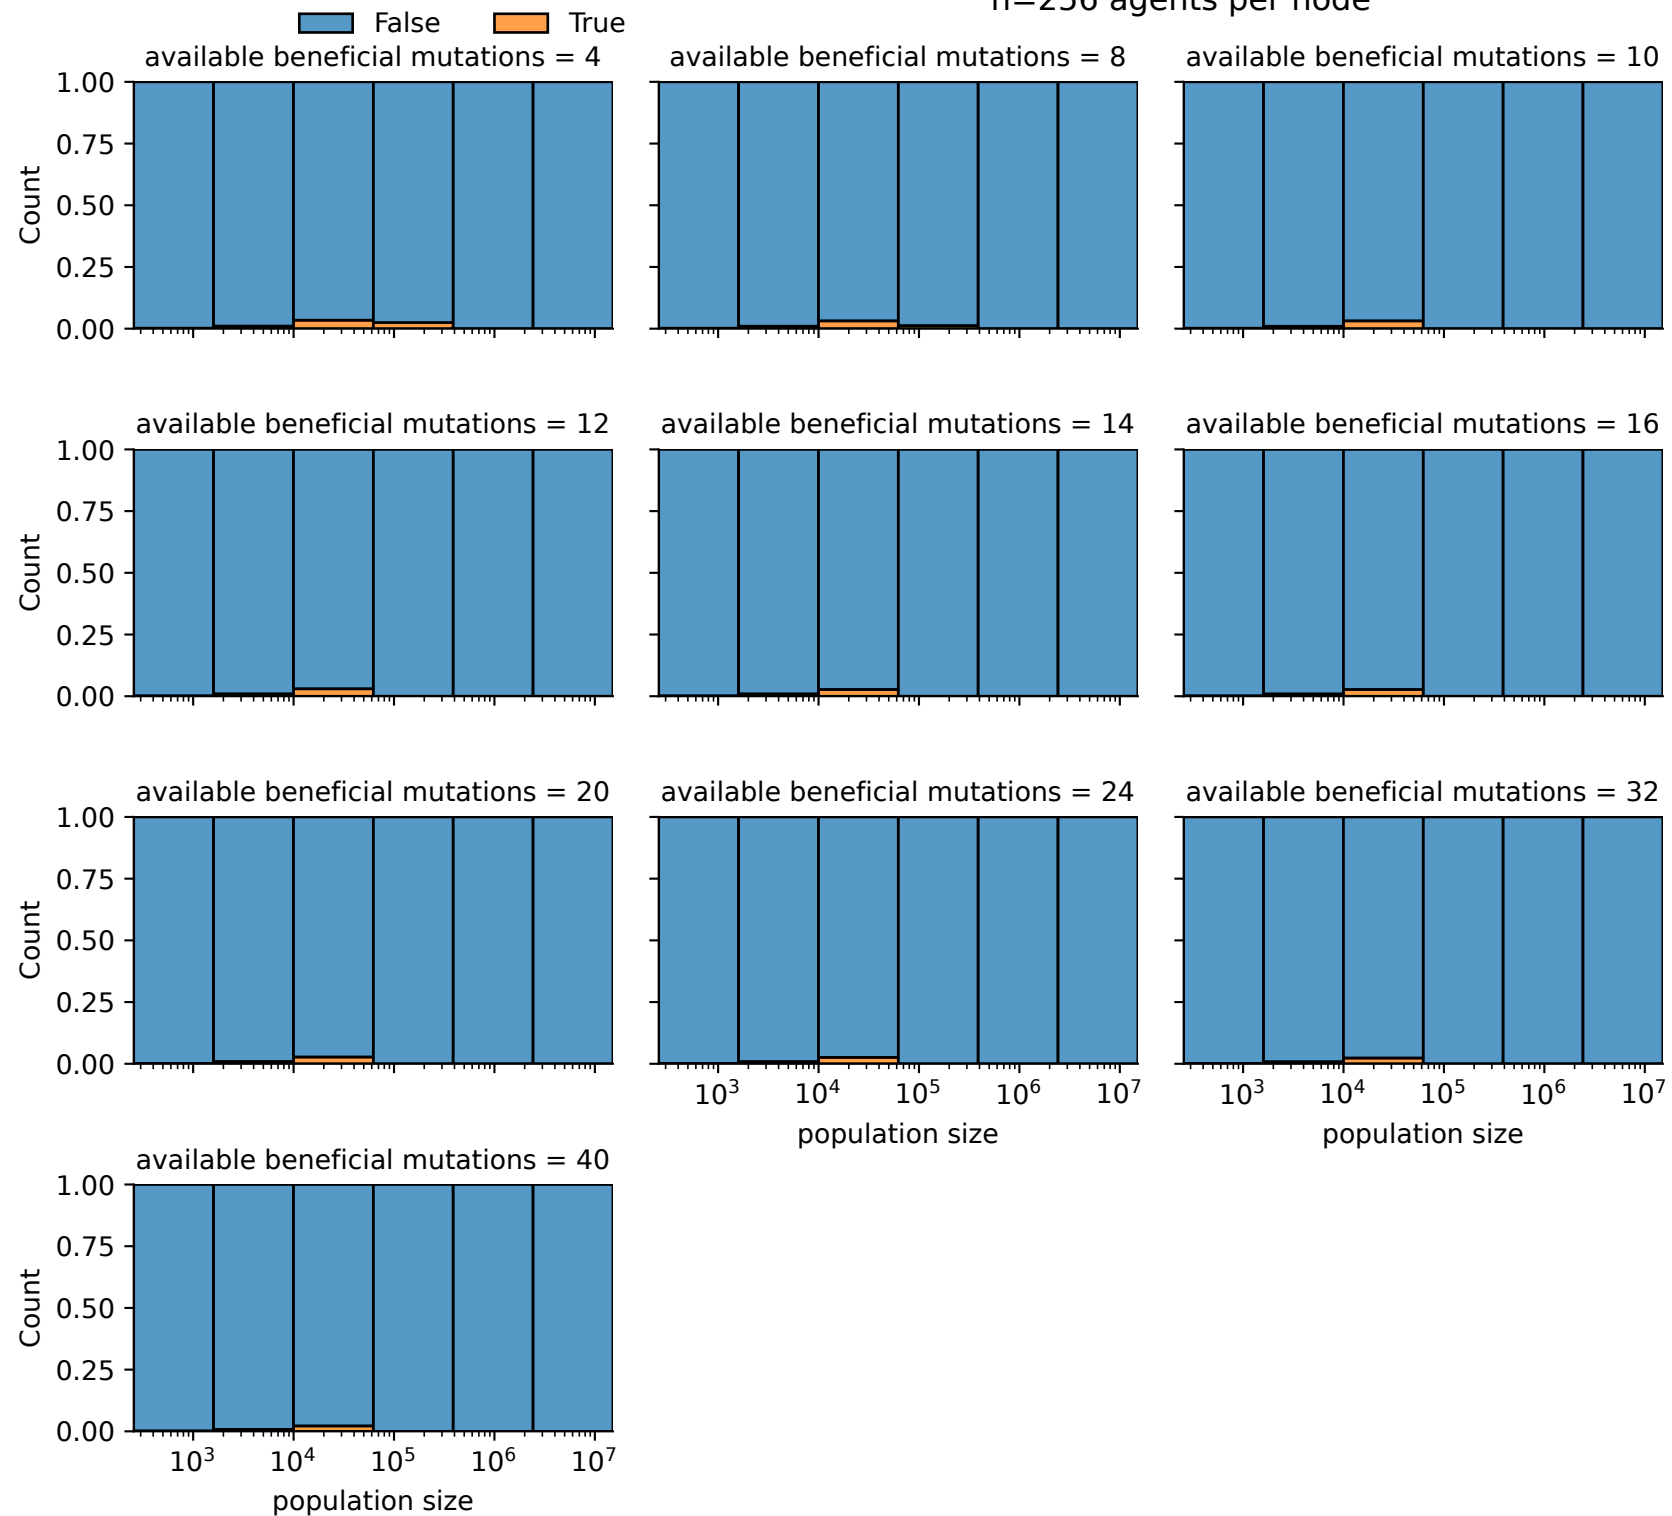 n=256 agents per node
False True
available beneficial mutations = 4 available beneficial mutations = 8 available beneficial mutations = 10
1.00
0.75
0.50
0.25
0.00
Count
available beneficial mutations = 12 available beneficial mutations = 14 available beneficial mutations = 16
1.00
0.75
0.50
0.25
0.00
Count
available beneficial mutations = 20 available beneficial mutations = 24 available beneficial mutations = 32
1.00
0.75
0.50
0.25
0.00
Count
10³ 10⁴ 10⁵ 10⁶ 10⁷ 10³ 10⁴ 10⁵ 10⁶ 10⁷
population size population size
available beneficial mutations = 40
1.00
0.75
0.50
0.25
0.00
Count
10³ 10⁴ 10⁵ 10⁶ 10⁷
population size